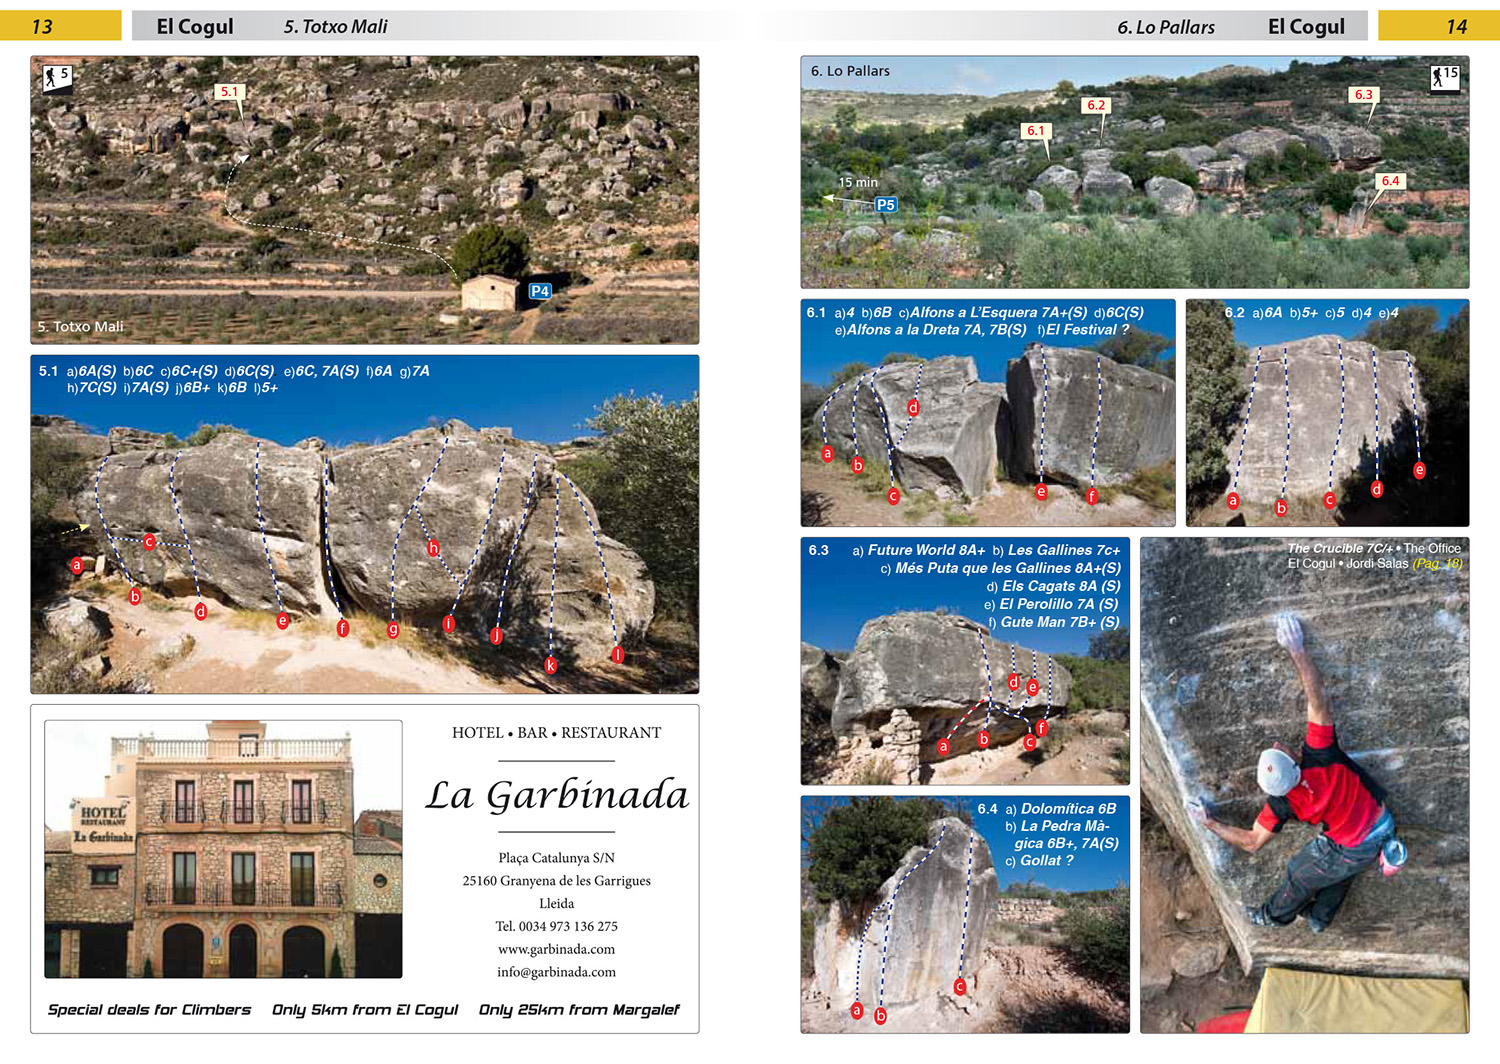 13
El Cogul
5. Totxo Mali
5
5.1
P4
5. Totxo Mali
5.1 a)6A(S) b)6C c)6C+(S) d)6C(S) e)6C, 7A(S) f)6A g)7A
h)7C(S) i)7A(S) j)6B+ k)6B l)5+
a
b
c
d
e
f
g
h
i
j
k
l
HOTEL
RESTAURANT
La Garbinada
HOTEL • BAR • RESTAURANT
La Garbinada
Plaça Catalunya S/N
25160 Granyena de les Garrigues
Lleida
Tel. 0034 973 136 275
www.garbinada.com
info@garbinada.com
Special deals for Climbers Only 5km from El Cogul Only 25km from Margalef
6. Lo Pallars
El Cogul
14
6. Lo Pallars
15
6.1
6.2
6.3
6.4
15 min
P5
6.1 a)4 b)6B c)Alfons a L'Esquera 7A+(S) d)6C(S)
e)Alfons a la Dreta 7A, 7B(S) f)El Festival ?
a
b
c
d
e
f
6.2 a)6A b)5+ c)5 d)4 e)4
a
b
c
d
e
6.3 a) Future World 8A+ b) Les Gallines 7c+
c) Més Puta que les Gallines 8A+(S)
d) Els Cagats 8A (S)
e) El Perolillo 7A (S)
f) Gute Man 7B+ (S)
a
b
c
d
e
f
The Crucible 7C/+ • The Office
El Cogul • Jordi Salas (Pag. 18)
6.4 a) Dolomítica 6B
b) La Pedra Mà-
gica 6B+, 7A(S)
c) Gollat ?
a
b
c